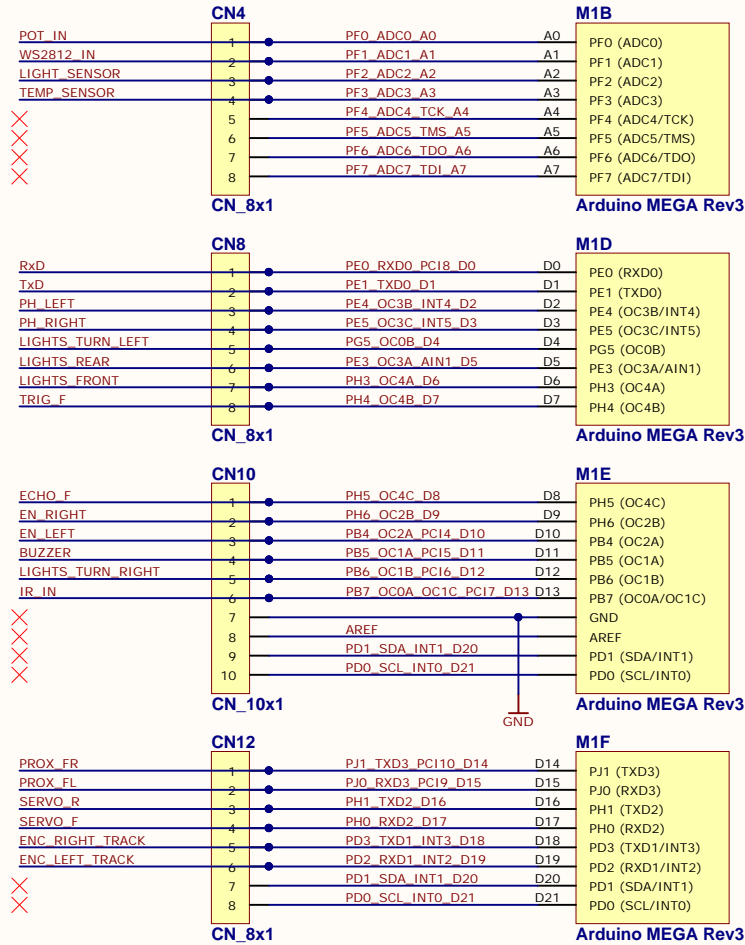 CN4 M1B
POT_IN 1 PF0_ADC0_A0 A0 PF0 (ADC0)
WS2812_IN 2 PF1_ADC1_A1 A1 PF1 (ADC1)
LIGHT_SENSOR 3 PF2_ADC2_A2 A2 PF2 (ADC2)
TEMP_SENSOR 4 PF3_ADC3_A3 A3 PF3 (ADC3)
5 PF4_ADC4_TCK_A4 A4 PF4 (ADC4/TCK)
6 PF5_ADC5_TMS_A5 A5 PF5 (ADC5/TMS)
7 PF6_ADC6_TDO_A6 A6 PF6 (ADC6/TDO)
8 PF7_ADC7_TDI_A7 A7 PF7 (ADC7/TDI)
CN_8x1 Arduino MEGA Rev3
CN8 M1D
RxD 1 PE0_RXD0_PCI8_D0 D0 PE0 (RXD0)
TxD 2 PE1_TXD0_D1 D1 PE1 (TXD0)
PH_LEFT 3 PE4_OC3B_INT4_D2 D2 PE4 (OC3B/INT4)
PH_RIGHT 4 PE5_OC3C_INT5_D3 D3 PE5 (OC3C/INT5)
LIGHTS_TURN_LEFT 5 PG5_OC0B_D4 D4 PG5 (OC0B)
LIGHTS_REAR 6 PE3_OC3A_AIN1_D5 D5 PE3 (OC3A/AIN1)
LIGHTS_FRONT 7 PH3_OC4A_D6 D6 PH3 (OC4A)
TRIG_F 8 PH4_OC4B_D7 D7 PH4 (OC4B)
CN_8x1 Arduino MEGA Rev3
CN10 M1E
ECHO_F 1 PH5_OC4C_D8 D8 PH5 (OC4C)
EN_RIGHT 2 PH6_OC2B_D9 D9 PH6 (OC2B)
EN_LEFT 3 PB4_OC2A_PCI4_D10 D10 PB4 (OC2A)
BUZZER 4 PB5_OC1A_PCI5_D11 D11 PB5 (OC1A)
LIGHTS_TURN_RIGHT 5 PB6_OC1B_PCI6_D12 D12 PB6 (OC1B)
IR_IN 6 PB7_OC0A_OC1C_PCI7_D13 D13 PB7 (OC0A/OC1C)
7 GND
8 AREF AREF
9 PD1_SDA_INT1_D20 PD1 (SDA/INT1)
10 PD0_SCL_INT0_D21 PD0 (SCL/INT0)
CN_10x1 Arduino MEGA Rev3
GND
CN12 M1F
PROX_FR 1 PJ1_TXD3_PCI10_D14 D14 PJ1 (TXD3)
PROX_FL 2 PJ0_RXD3_PCI9_D15 D15 PJ0 (RXD3)
SERVO_R 3 PH1_TXD2_D16 D16 PH1 (TXD2)
SERVO_F 4 PH0_RXD2_D17 D17 PH0 (RXD2)
ENC_RIGHT_TRACK 5 PD3_TXD1_INT3_D18 D18 PD3 (TXD1/INT3)
ENC_LEFT_TRACK 6 PD2_RXD1_INT2_D19 D19 PD2 (RXD1/INT2)
7 PD1_SDA_INT1_D20 D20 PD1 (SDA/INT1)
8 PD0_SCL_INT0_D21 D21 PD0 (SCL/INT0)
CN_8x1 Arduino MEGA Rev3